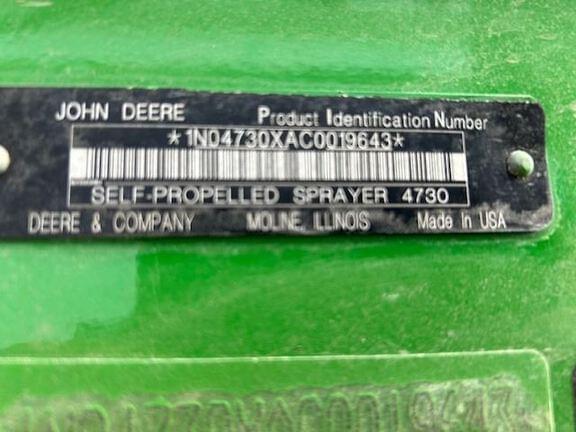 JOHN DEERE Product Identification Number
*1N04730XAC0019643*
SELF-PROPELLED SPRAYER 4730
DEERE & COMPANY MOLINE, ILLINOIS Made In USA